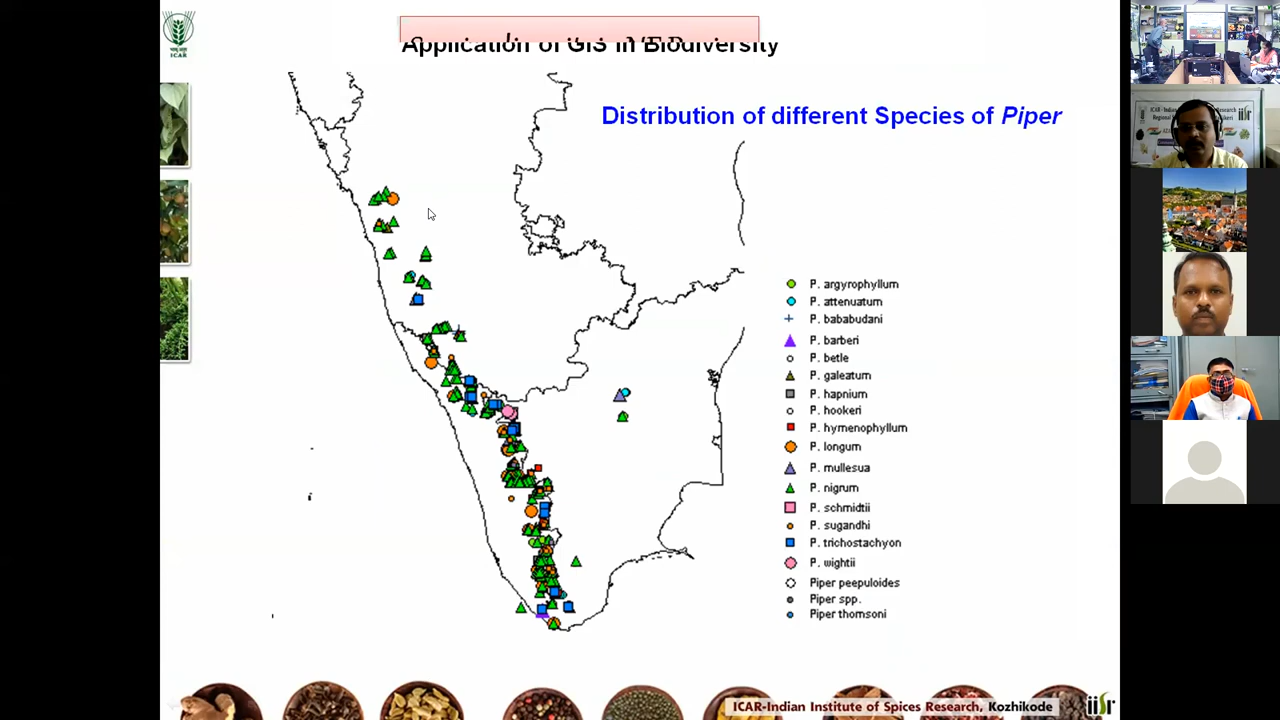 Application of GIS in Biodiversity
Distribution of different Species of Piper
ICAR
P. argyrophyllum
P. attenuatum
P. bababudani
P. barberi
P. betle
P. galeatum
P. hapnium
P. hookeri
P. hymenophyllum
P. longum
P. mullesua
P. nigrum
P. schmidtii
P. sugandhi
P. trichostachyon
P. wightii
Piper peepuloides
Piper spp.
Piper thomsoni
ICAR-Indian Institute of Spices Research, Kozhikode
iisr